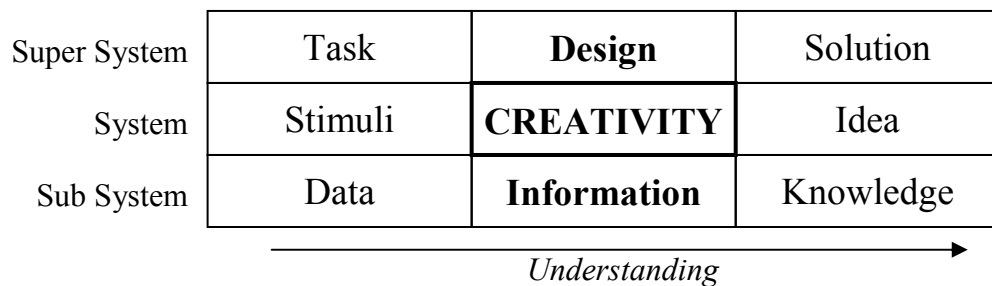 Super System Task Design Solution
System Stimuli CREATIVITY Idea
Sub System Data Information Knowledge
Understanding